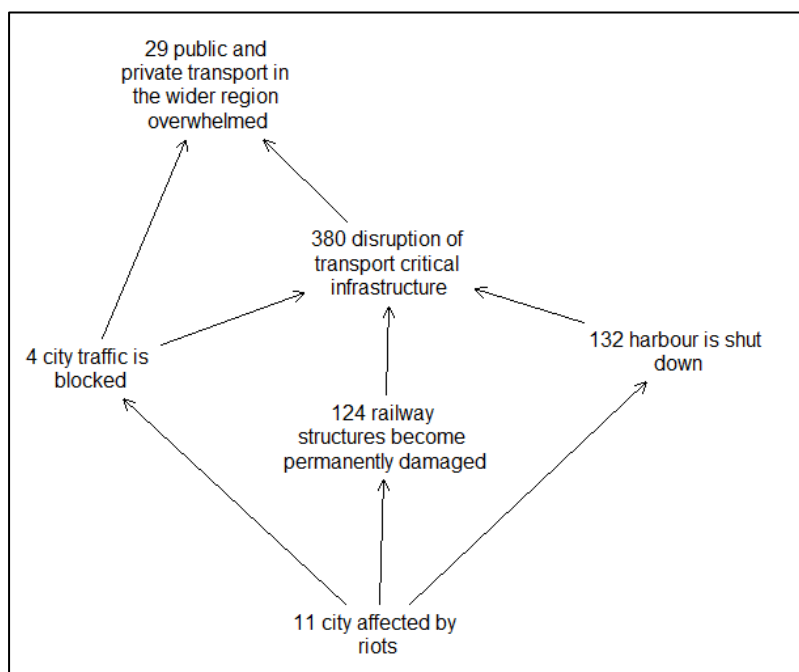 29 public and
private transport in
the wider region
overwhelmed
380 disruption of
transport critical
infrastructure
4 city traffic is
blocked
132 harbour is shut
down
124 railway
structures become
permanently damaged
11 city affected by
riots